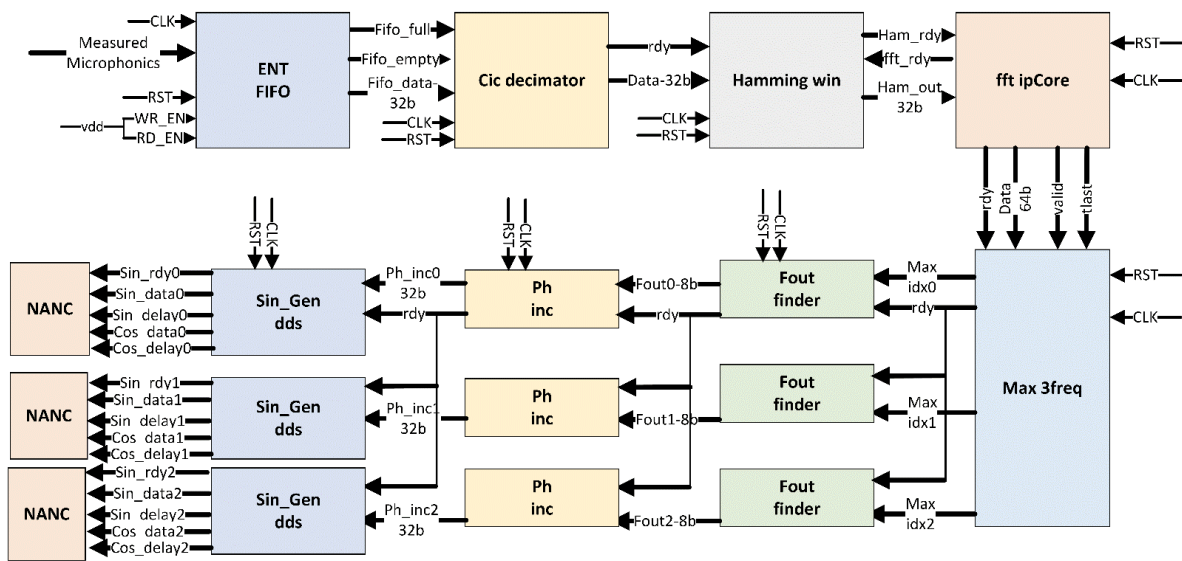 CLK
Measured
Microphonics
RST
vdd
WR_EN
RD_EN
ENT
FIFO
Fifo_full
Fifo_empty
Fifo_data-
32b
CLK
RST
Cic decimator
rdy
Data-32b
CLK
RST
Hamming win
Ham_rdy
fft_rdy
Ham_out
32b
fft ipCore
RST
CLK
rdy
Data
64b
valid
tlast
RST
CLK
RST
CLK
RST
CLK
NANC
Sin_rdy0
Sin_data0
Sin_delay0
Cos_data0
Cos_delay0
Sin_Gen
dds
Ph_inc0
32b
rdy
Ph
inc
Fout0-8b
rdy
Fout
finder
Max
idx0
rdy
Max 3freq
RST
CLK
NANC
Sin_rdy1
Sin_data1
Sin_delay1
Cos_data1
Cos_delay1
Sin_Gen
dds
Ph_inc1
32b
Ph
inc
Fout1-8b
Fout
finder
Max
idx1
NANC
Sin_rdy2
Sin_data2
Sin_delay2
Cos_data2
Cos_delay2
Sin_Gen
dds
Ph_inc2
32b
Ph
inc
Fout2-8b
Fout
finder
Max
idx2